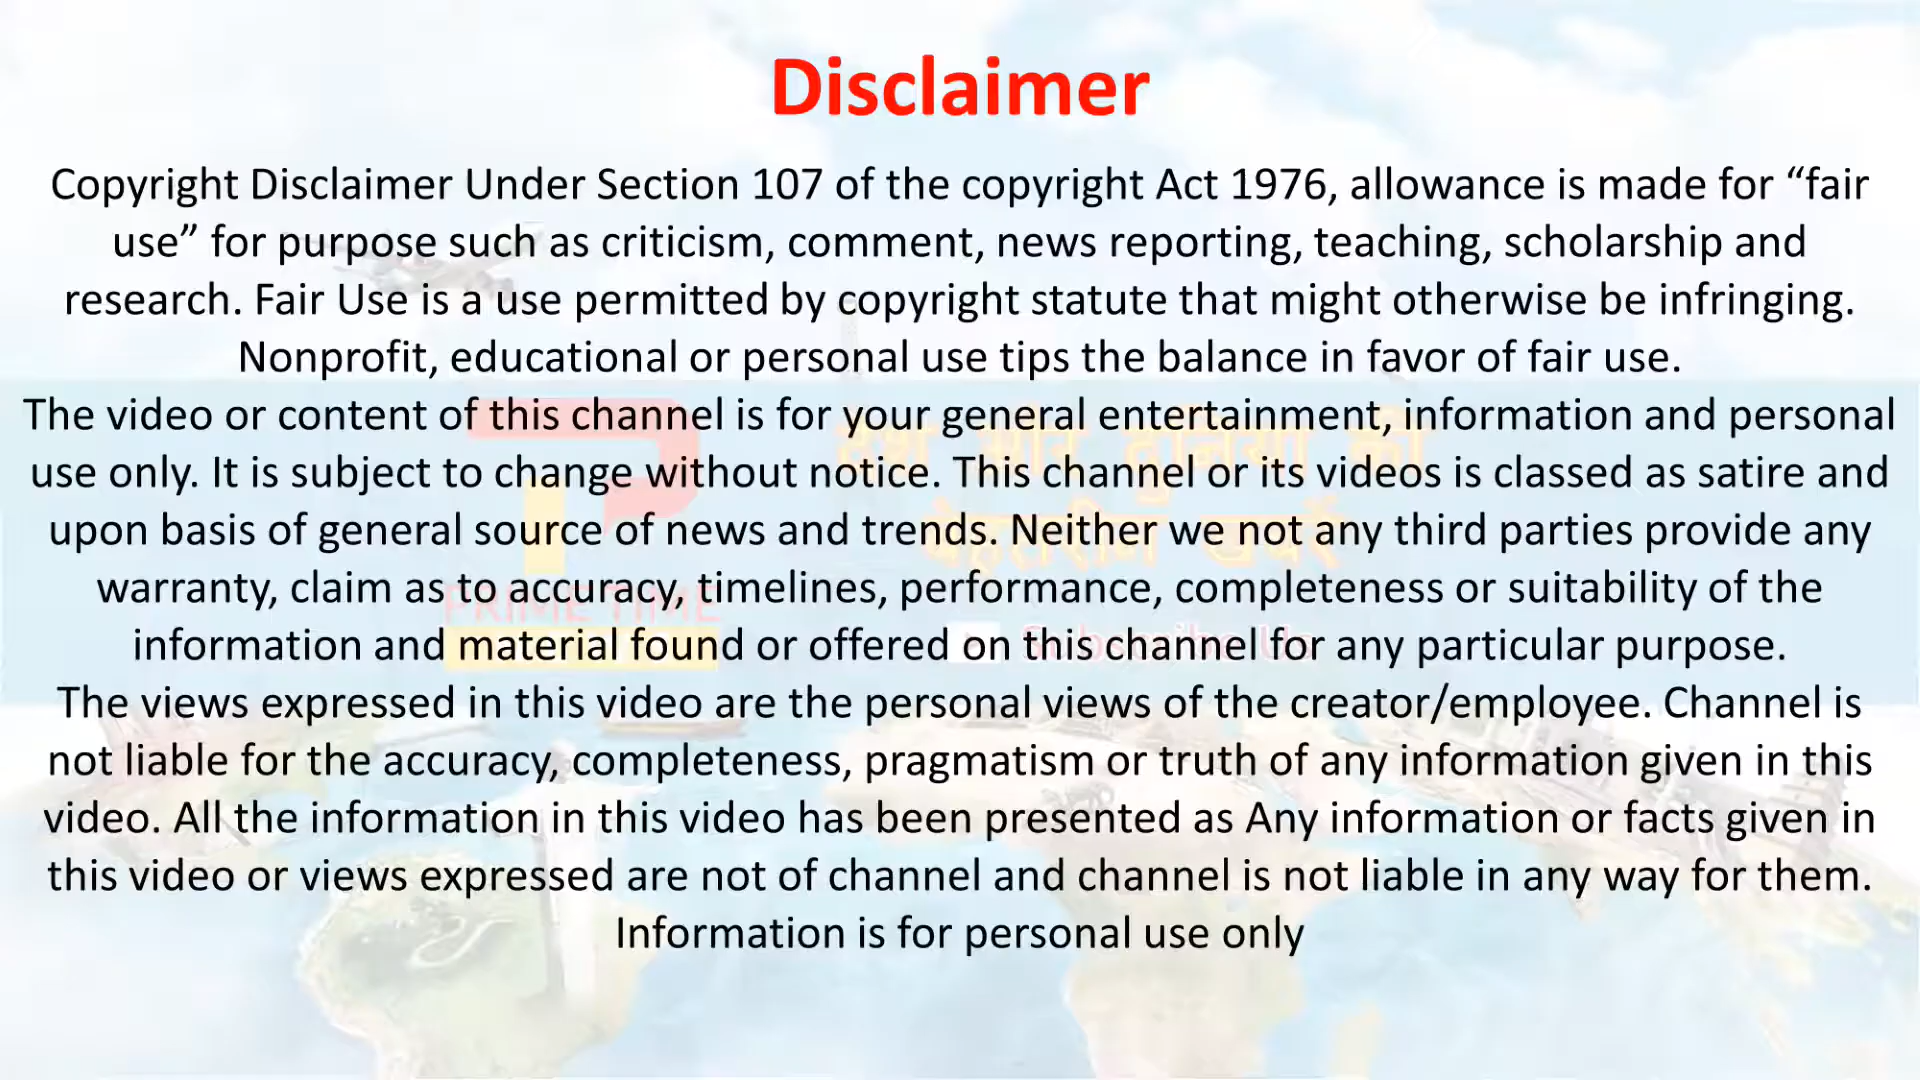 Disclaimer
Copyright Disclaimer Under Section 107 of the copyright Act 1976, allowance is made for “fair
use” for purpose such as criticism, comment, news reporting, teaching, scholarship and
research. Fair Use is a use permitted by copyright statute that might otherwise be infringing.
Nonprofit, educational or personal use tips the balance in favor of fair use.
The video or content of this channel is for your general entertainment, information and personal
use only. It is subject to change without notice. This channel or its videos is classed as satire and
upon basis of general source of news and trends. Neither we not any third parties provide any
warranty, claim as to accuracy, timelines, performance, completeness or suitability of the
information and material found or offered on this channel for any particular purpose.
The views expressed in this video are the personal views of the creator/employee. Channel is
not liable for the accuracy, completeness, pragmatism or truth of any information given in this
video. All the information in this video has been presented as Any information or facts given in
this video or views expressed are not of channel and channel is not liable in any way for them.
Information is for personal use only
देश और दुनिया की
बेहतरीन खबरें
PRIME TIME
Subscribe Us